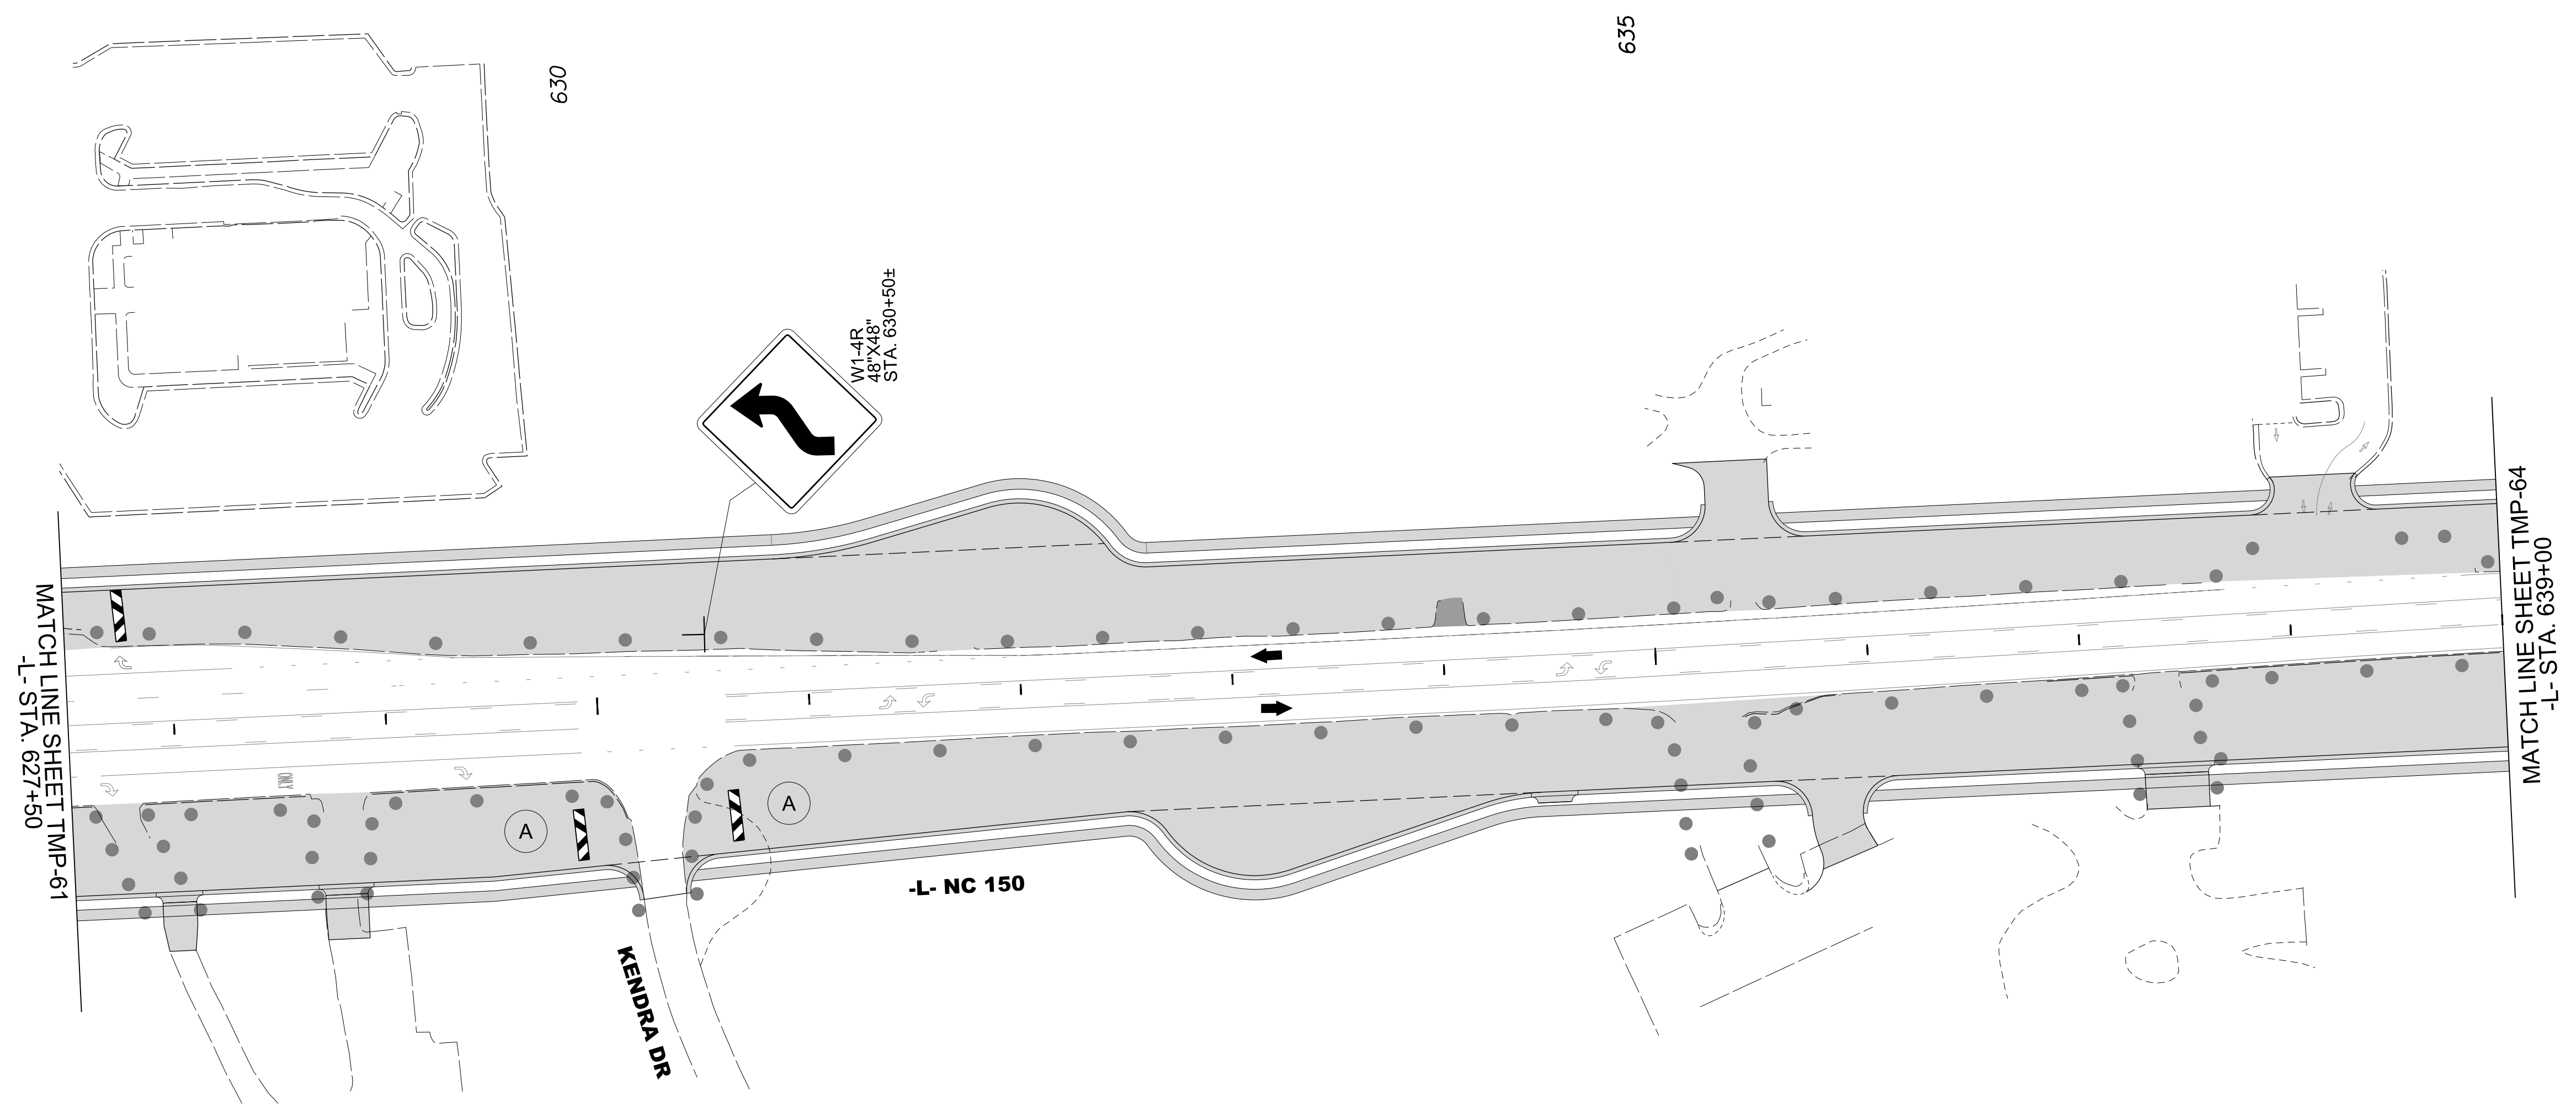 630
635
W1-4R
48"X48"
STA. 630+50±
MATCH LINE SHEET TMP-61
-L- STA. 627+50
MATCH LINE SHEET TMP-64
-L- STA. 639+00
ONLY
A
A
-L- NC 150
KENDRA DR